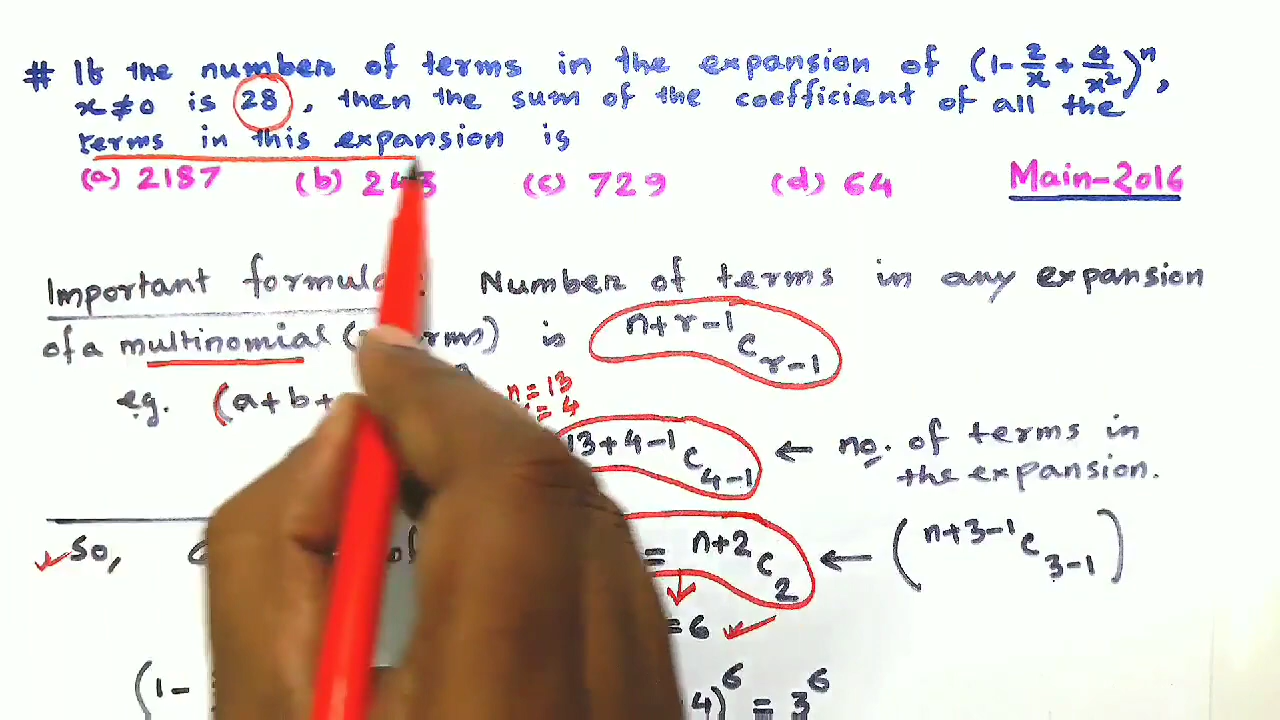 # If the number of terms in the expansion of (1 - 2/x + 4/x²)ⁿ,
x ≠ 0 is 28, then the sum of the coefficient of all the
terms in this expansion is
(a) 2187 (b) 243 (c) 729 (d) 64 Main-2016
Important formula: Number of terms in any expansion
of a multinomial is n+r-1 C r-1
eg. (a+b+ n=13
=4
13+4-1 C 4-1 ← no. of terms in
the expansion.
So, = n+2 C 2 ← (n+3-1 C 3-1)
=6
(1- 4)⁶ = 3⁶